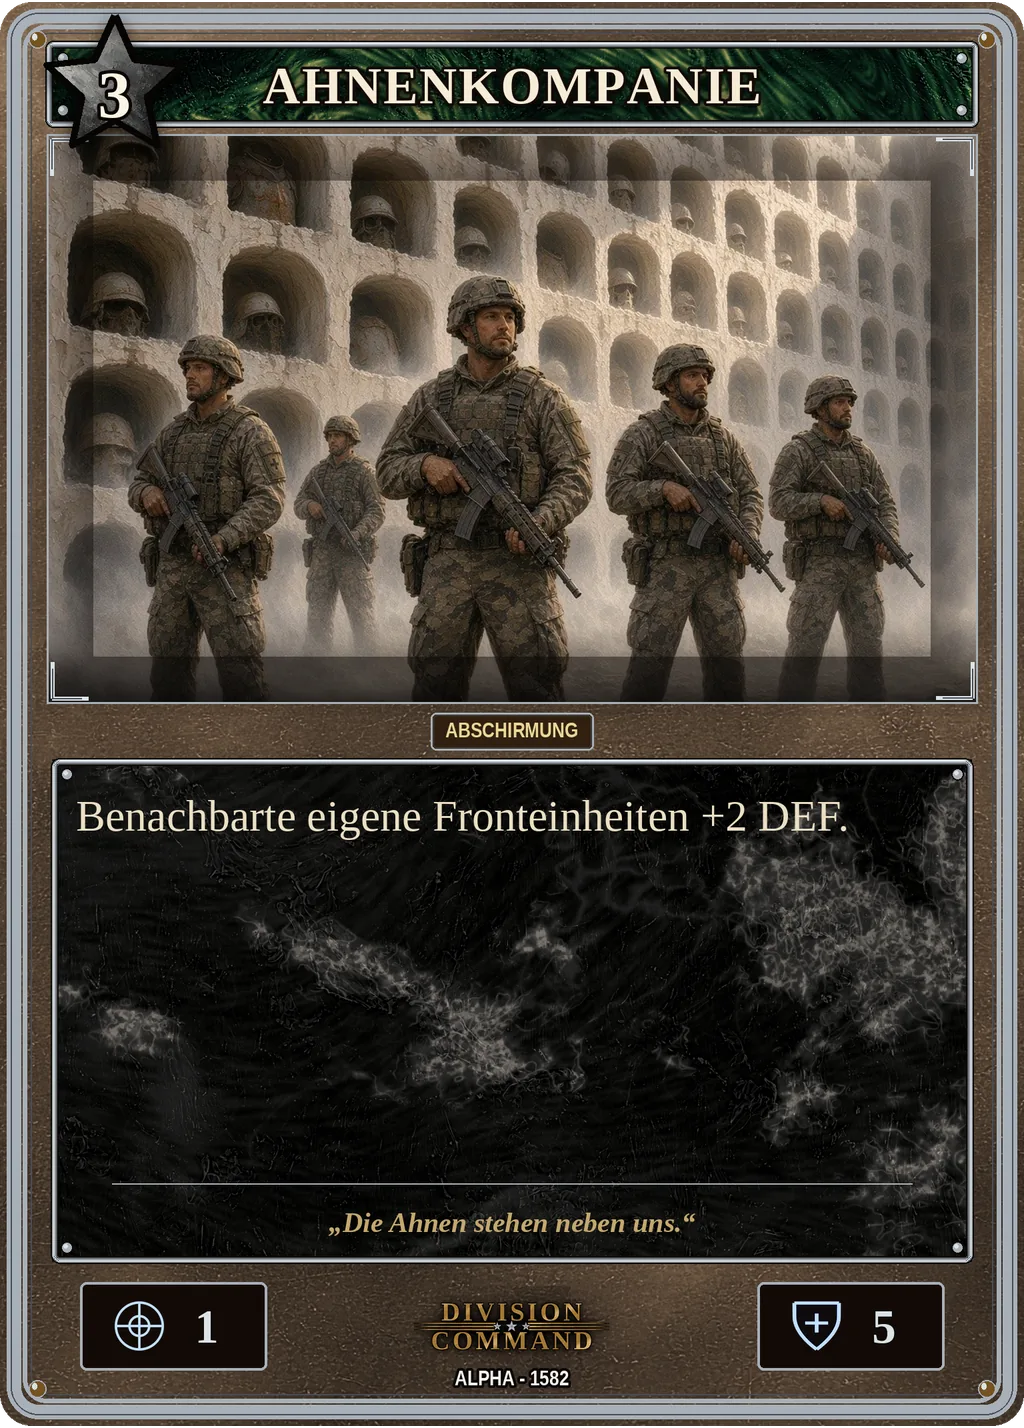 3
AHNENKOMPANIE
ABSCHIRMUNG
Benachbarte eigene Fronteinheiten +2 DEF.
„Die Ahnen stehen neben uns.“
1
DIVISION
COMMAND
5
ALPHA - 1582